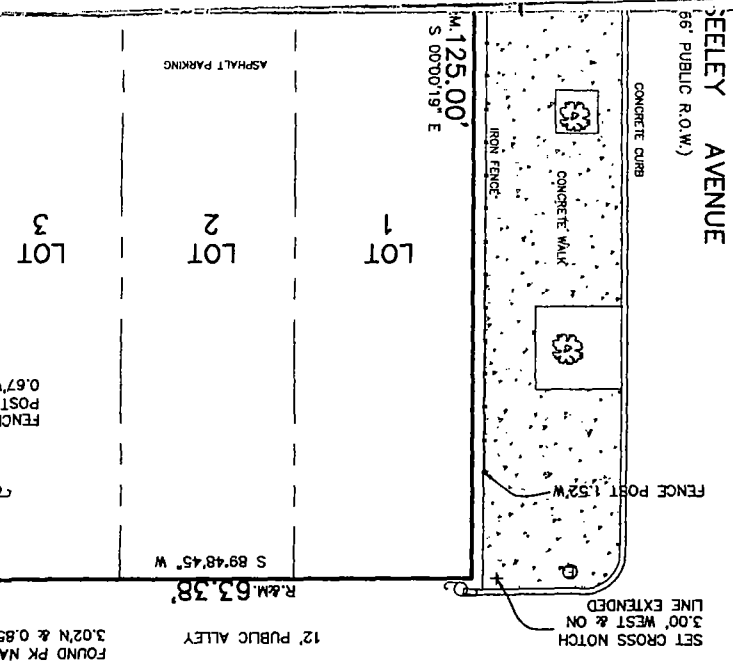 SEELEY AVENUE
66' PUBLIC R.O.W.)
CONCRETE CURB
CONCRETE WALK
IRON FENCE
M. 125.00'
S 00°00'19" E
ASPHALT PARKING
LOT
1
LOT
2
LOT
3
FENCE
POST
0.67'
FENCE POST 1.52'W
S 89°48'45" W
R.&M. 63.38'
12' PUBLIC ALLEY
SET CROSS NOTCH
3.00' WEST & ON
LINE EXTENDED
E
FOUND PK NA
3.02'N & 0.85